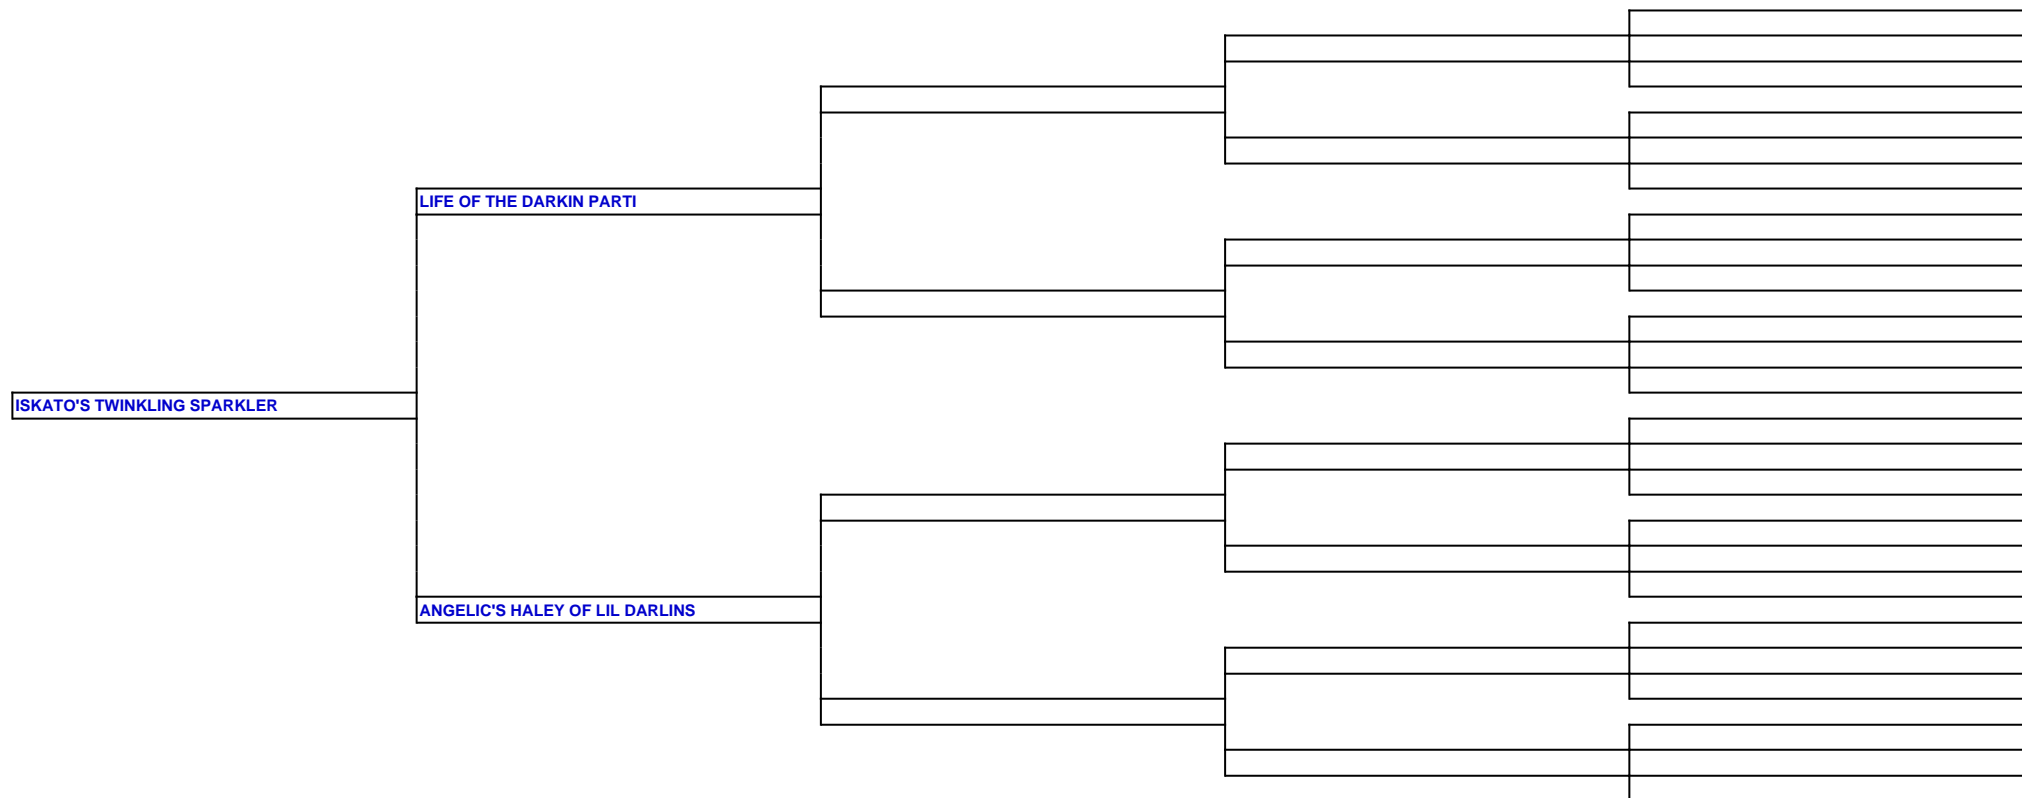 LIFE OF THE DARKIN PARTI
ISKATO'S TWINKLING SPARKLER
ANGELIC'S HALEY OF LIL DARLINS